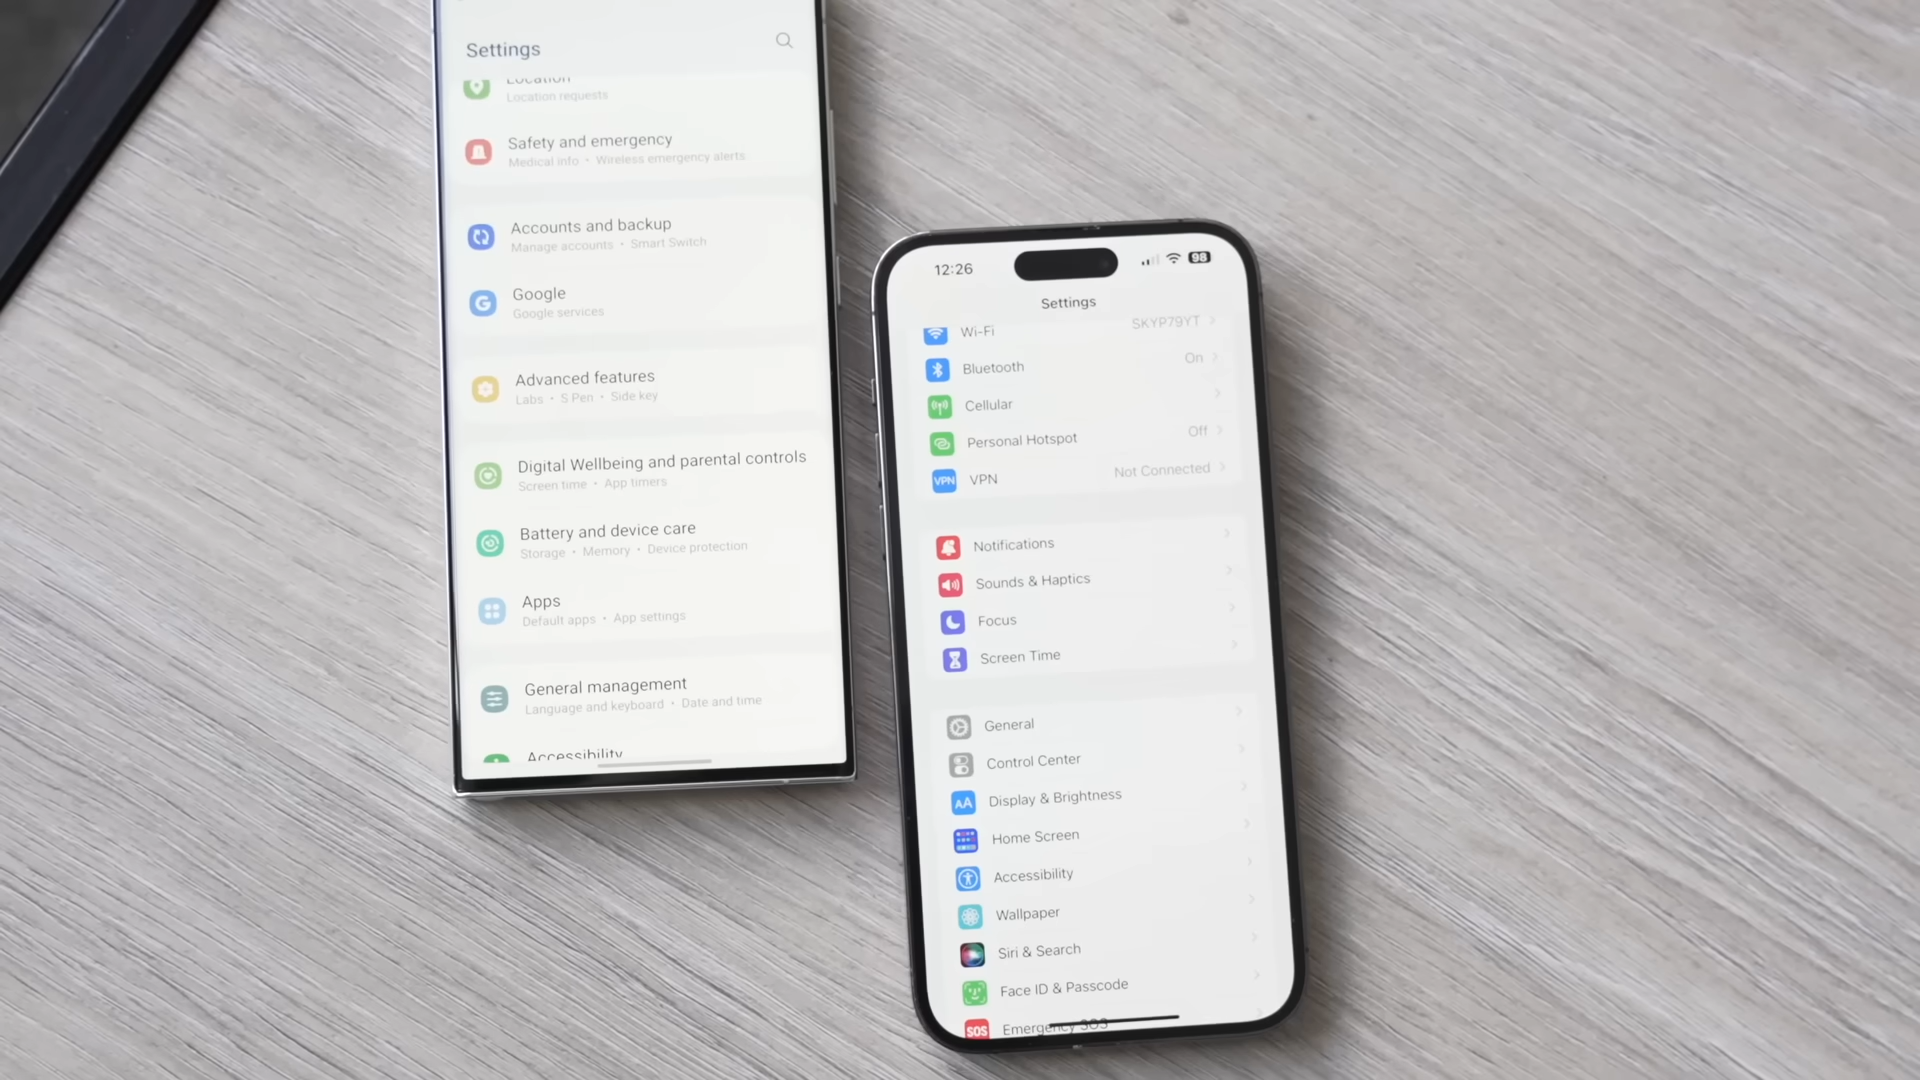 Settings
Location
Location requests
Safety and emergency
Medical info • Wireless emergency alerts
Accounts and backup
Manage accounts • Smart Switch
Google
Google services
Advanced features
Labs • S Pen • Side key
Digital Wellbeing and parental controls
Screen time • App timers
Battery and device care
Storage • Memory • Device protection
Apps
Default apps • App settings
General management
Language and keyboard • Date and time
Accessibility
12:26 98
Settings
Wi-Fi SKYP79YT
Bluetooth On
Cellular
Personal Hotspot Off
VPN VPN Not Connected
Notifications
Sounds & Haptics
Focus
Screen Time
General
Control Center
AA Display & Brightness
Home Screen
Accessibility
Wallpaper
Siri & Search
Face ID & Passcode
SOS Emergency SOS